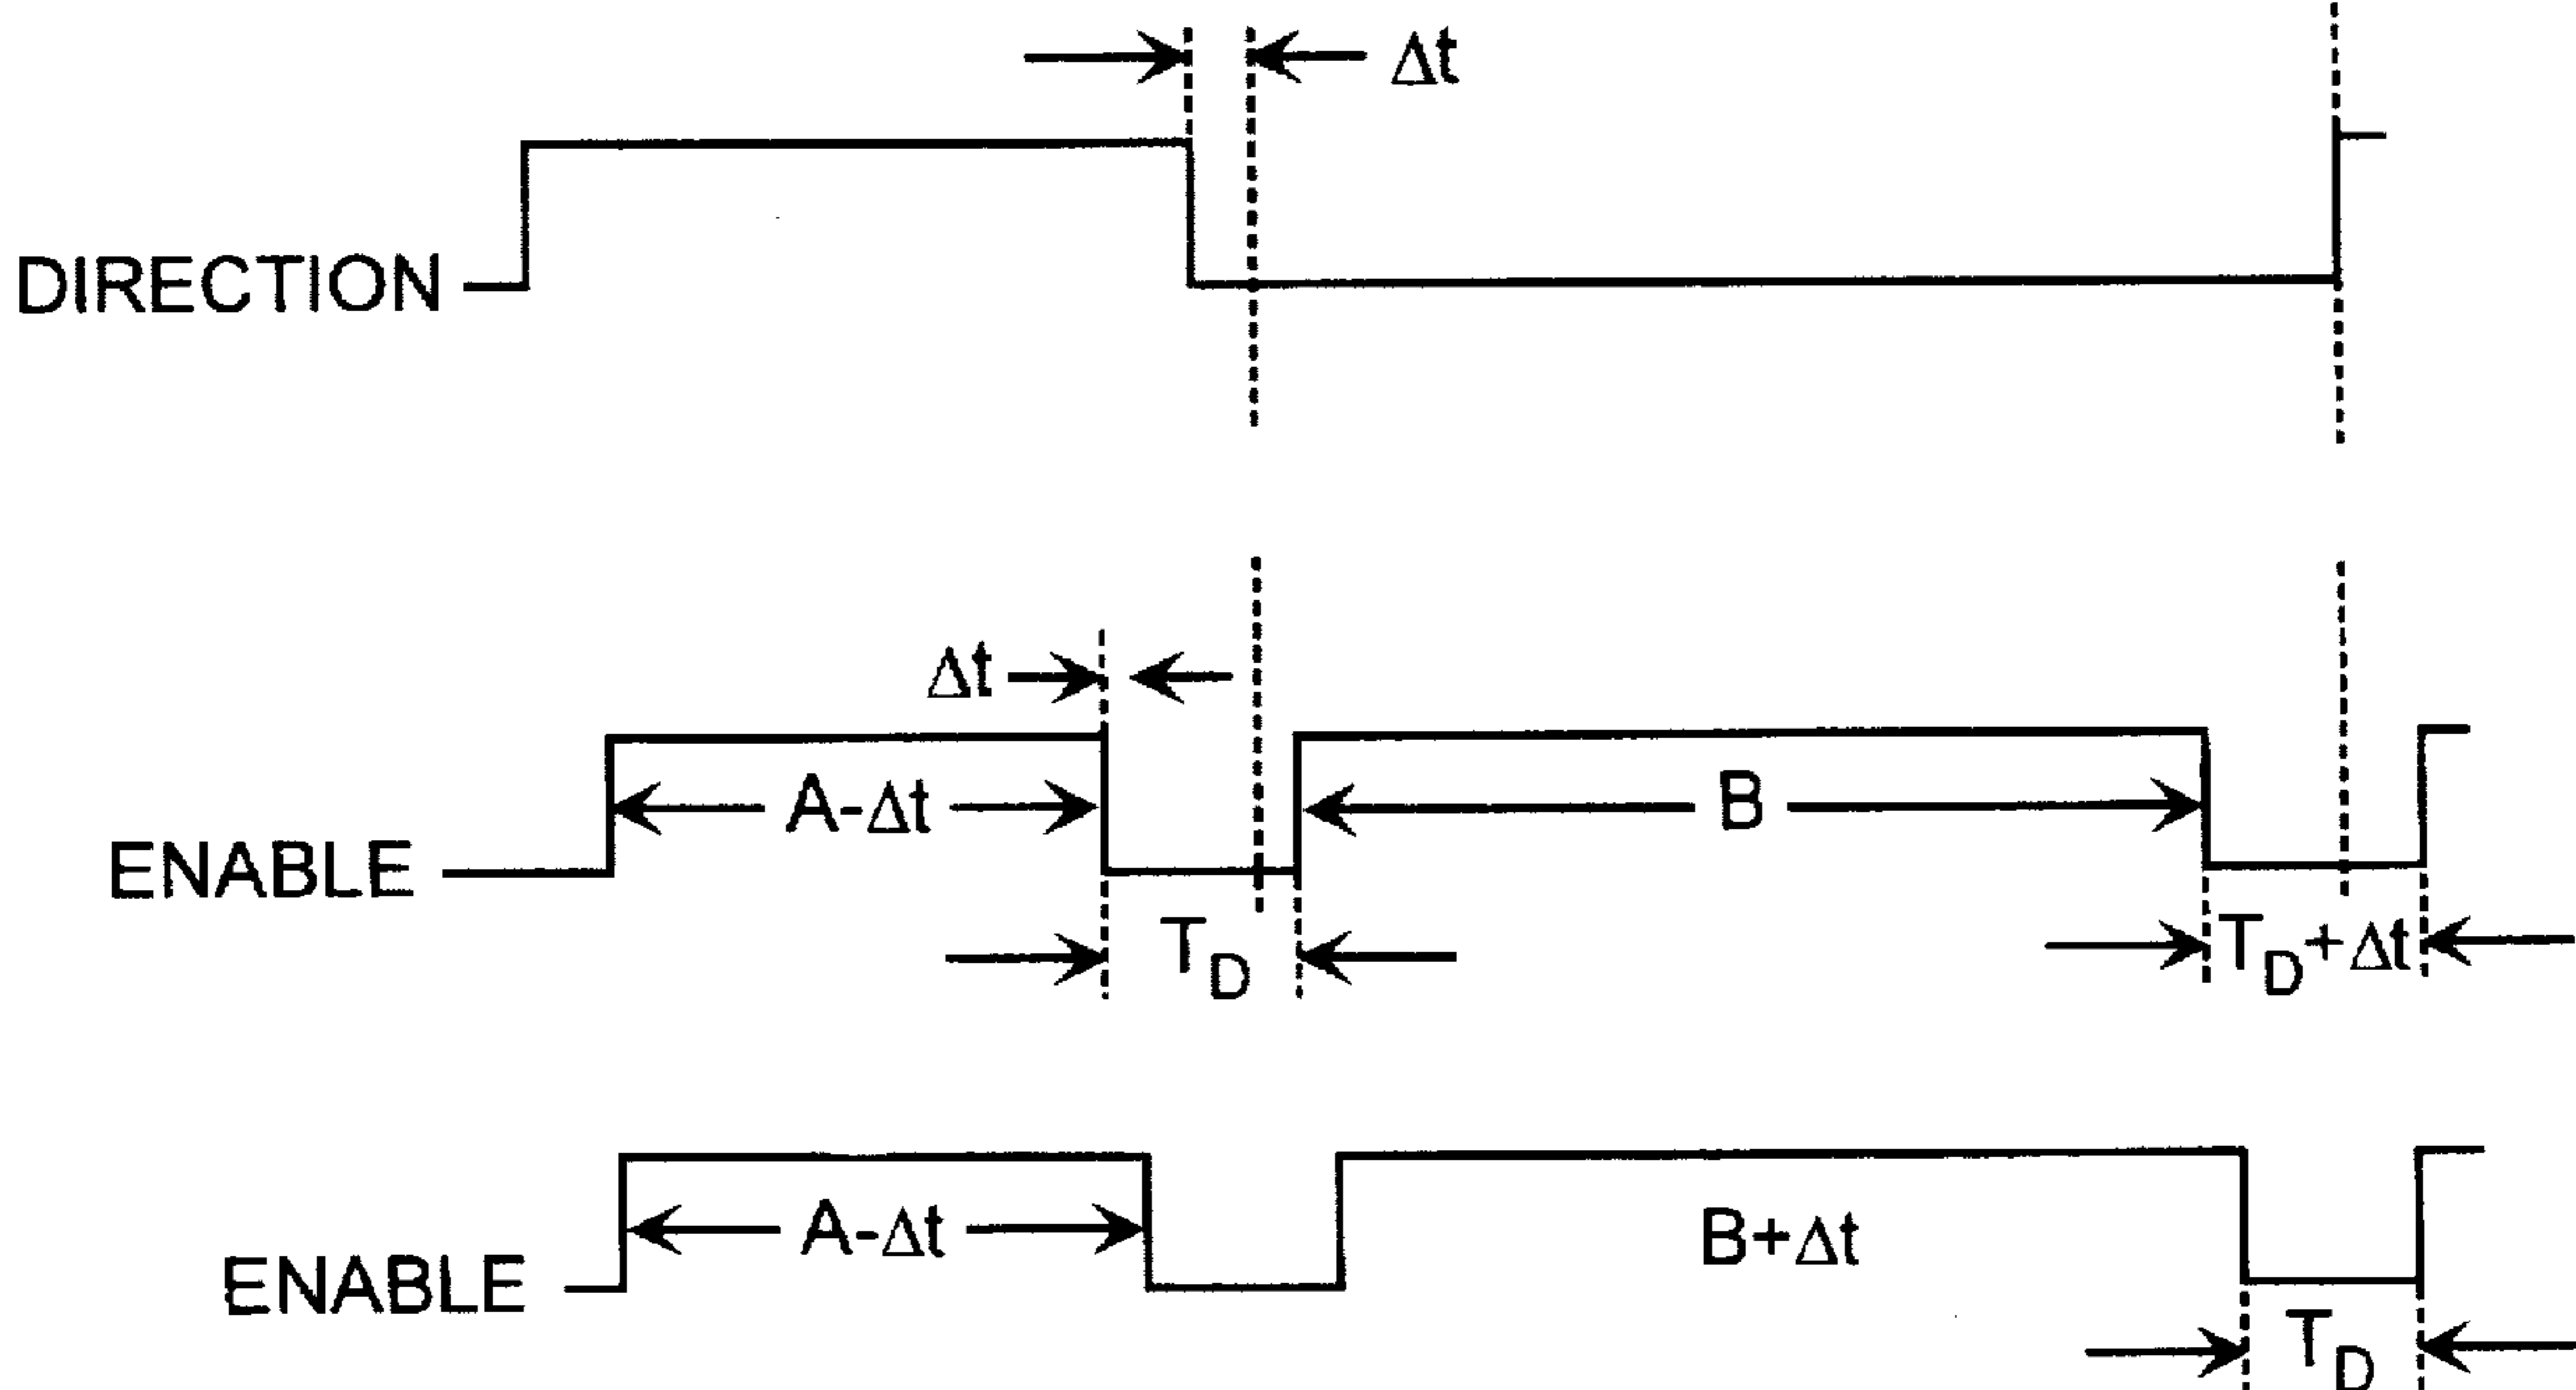 Δt
DIRECTION
Δt
A-Δt
B
ENABLE
T_D
T_D+Δt
A-Δt
B+Δt
ENABLE
T_D